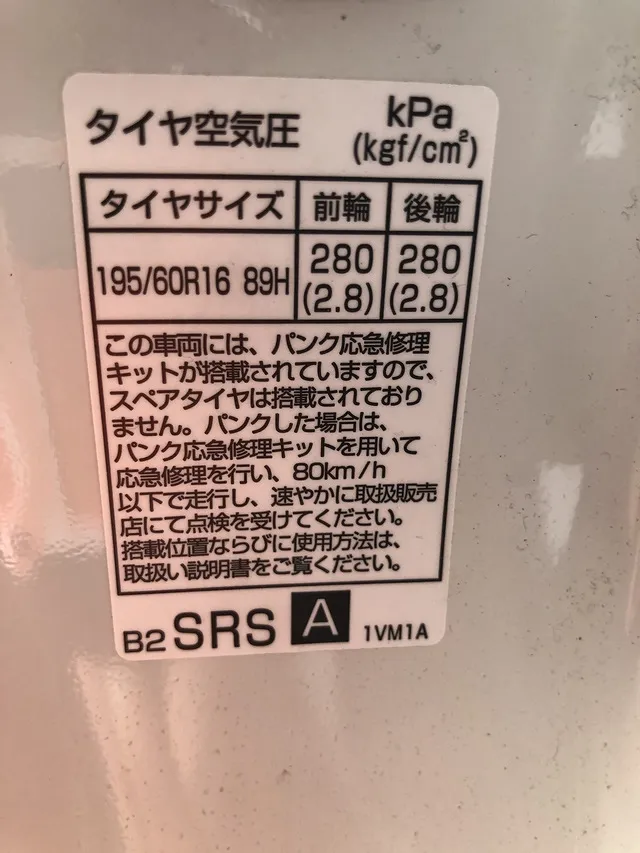 タイヤ空気圧 kPa
(kgf/cm²)
タイヤサイズ 前輪 後輪
195/60R16 89H 280 280
(2.8) (2.8)
この車両には、パンク応急修理
キットが搭載されていますので、
スペアタイヤは搭載されており
ません。パンクした場合は、
パンク応急修理キットを用いて
応急修理を行い、80km/h
以下で走行し、速やかに取扱販売
店にて点検を受けてください。
搭載位置ならびに使用方法は、
取扱い説明書をご覧ください。
B2 SRS A 1VM1A